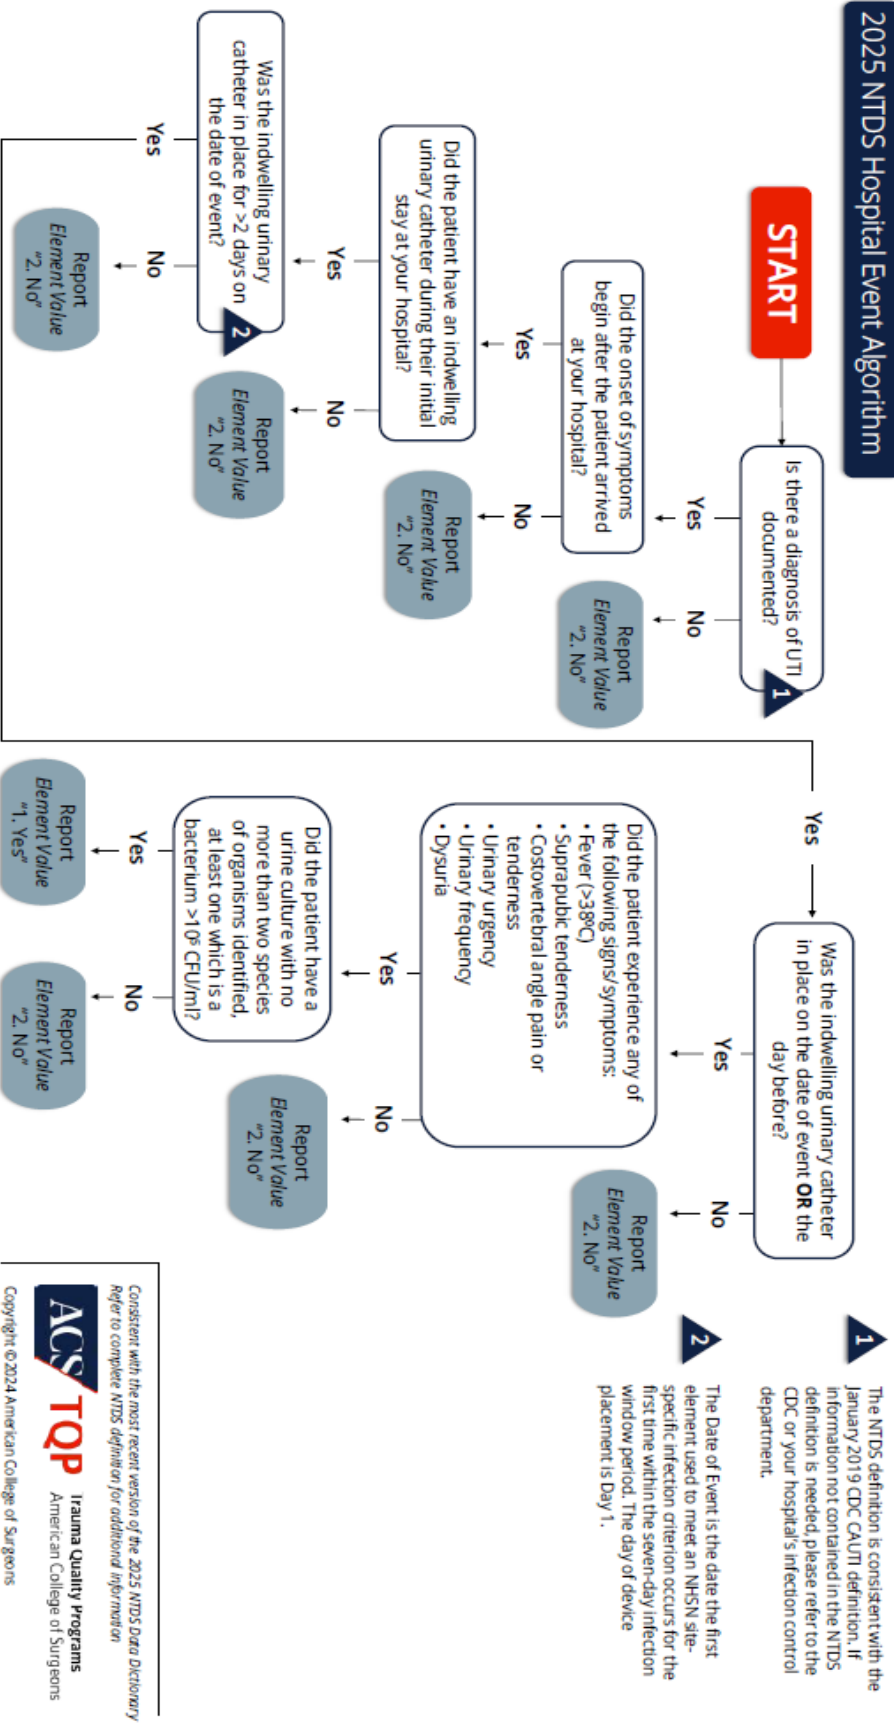 2025 NTDS Hospital Event Algorithm
START
Is there a diagnosis of UTI
documented?
1
Yes
No
Report
Element Value
"2. No"
Did the onset of symptoms
begin after the patient arrived
at your hospital?
Yes
No
Report
Element Value
"2. No"
Did the patient have an indwelling
urinary catheter during their initial
stay at your hospital?
Yes
No
Report
Element Value
"2. No"
Was the indwelling urinary
catheter in place for >2 days on
the date of event?
2
Yes
No
Report
Element Value
"2. No"
Yes
Was the indwelling urinary catheter
in place on the date of event OR the
day before?
Yes
No
Report
Element Value
"2. No"
Did the patient experience any of
the following signs/symptoms:
• Fever (>38ºC)
• Suprapubic tenderness
• Costovertebral angle pain or
tenderness
• Urinary urgency
• Urinary frequency
• Dysuria
Yes
No
Report
Element Value
"2. No"
Did the patient have a
urine culture with no
more than two species
of organisms identified,
at least one which is a
bacterium >10⁵ CFU/ml?
Yes
No
Report
Element Value
"1. Yes"
Report
Element Value
"2. No"
1
The NTDS definition is consistent with the
January 2019 CDC CAUTI definition. If
information not contained in the NTDS
definition is needed, please refer to the
CDC or your hospital's infection control
department.
2
The Date of Event is the date the first
element used to meet an NHSN site-
specific infection criterion occurs for the
first time within the seven-day infection
window period. The day of device
placement is Day 1.
Consistent with the most recent version of the 2025 NTDS Data Dictionary
Refer to complete NTDS definition for additional information
ACS TQP
Trauma Quality Programs
American College of Surgeons
Copyright © 2024 American College of Surgeons